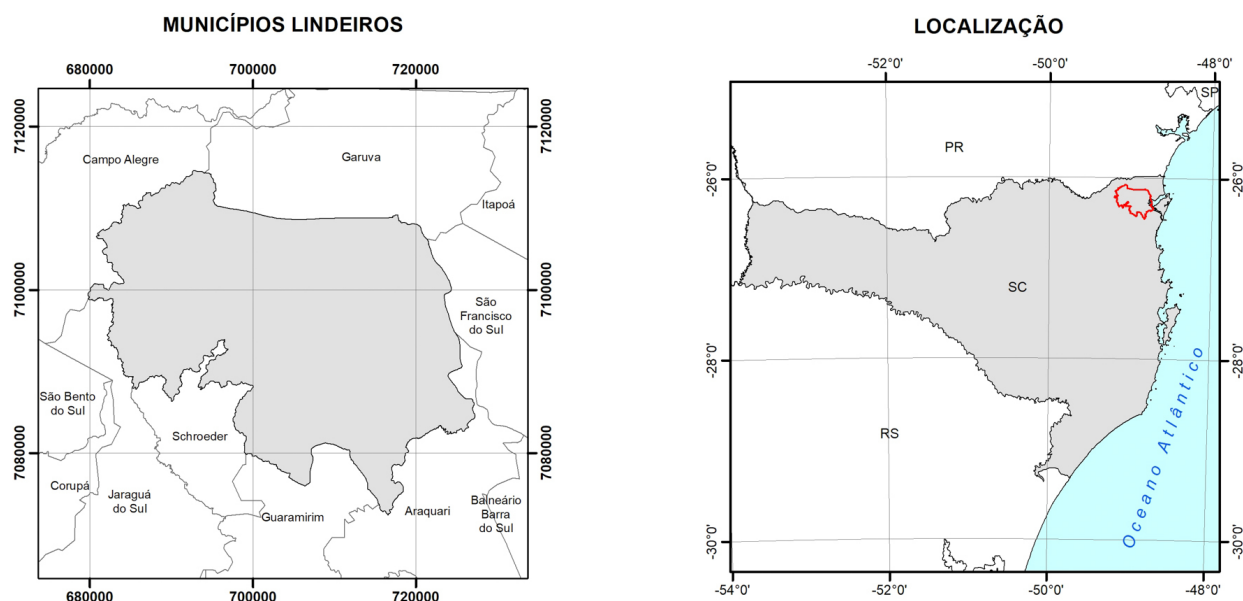 MUNICÍPIOS LINDEIROS
680000 700000 720000
7120000 7120000
Campo Alegre
Garuva
Itapoá
7100000 7100000
São
Francisco
do Sul
São Bento
do Sul
Schroeder
7080000 7080000
Corupá
Jaraguá
do Sul
Guaramirim
Araquari
Balneário
Barra
do Sul
680000 700000 720000
LOCALIZAÇÃO
-52°0' -50°0' -48°0'
SP
PR
-26°0' -26°0'
SC
-28°0' -28°0'
RS
Oceano Atlântico
-30°0' -30°0'
-54°0' -52°0' -50°0' -48°0'